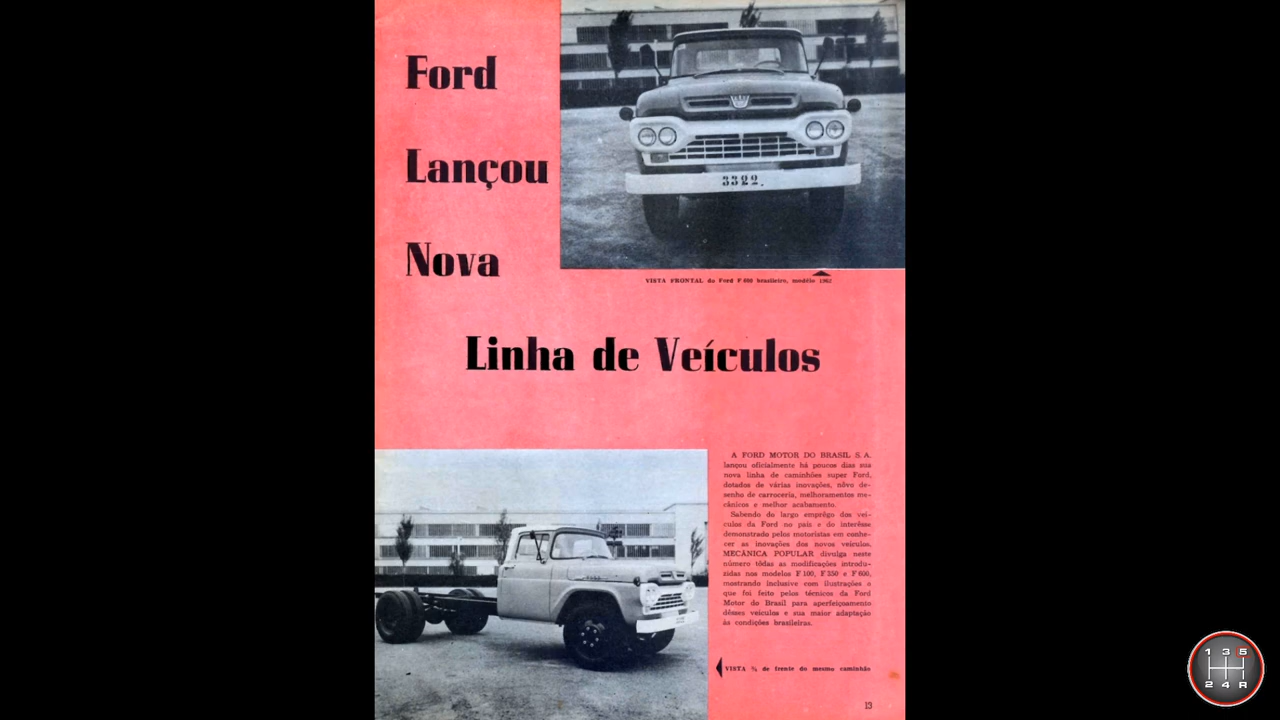 Ford
Lançou
Nova
Linha de Veículos
3322.
VISTA FRONTAL do Ford F 600 brasileiro, modêlo 1962
A FORD MOTOR DO BRASIL S. A.
lançou oficialmente há poucos dias sua
nova linha de caminhões super Ford,
dotados de várias inovações, nôvo de-
senho de carroceria, melhoramentos me-
cânicos e melhor acabamento.
Sabendo do largo emprêgo dos veí-
culos da Ford no país e do interêsse
demonstrado pelos motoristas em conhe-
cer as inovações dos novos veículos,
MECÂNICA POPULAR divulga neste
número tôdas as modificações introdu-
zidas nos modelos F 100, F 350 e F 600,
mostrando inclusive com ilustrações o
que foi feito pelos técnicos da Ford
Motor do Brasil para aperfeiçoamento
dêsses veículos e sua maior adaptação
às condições brasileiras.
VISTA ¾ de frente do mesmo caminhão
13
1 3 5
2 4 R